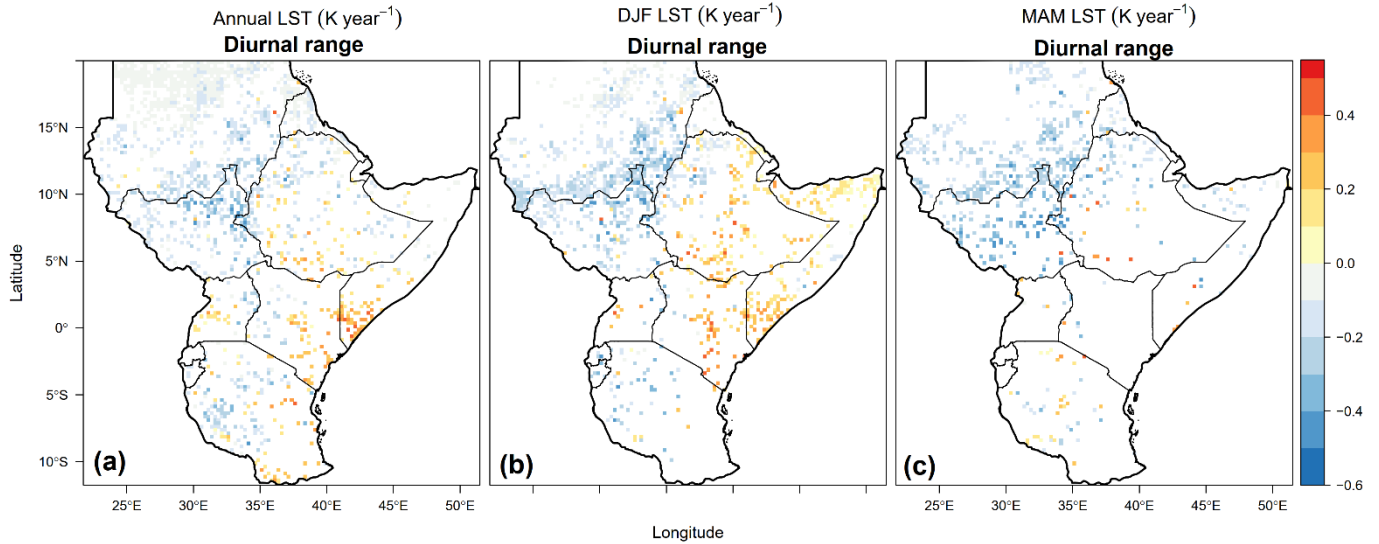 Annual LST (K year⁻¹)
Diurnal range
DJF LST (K year⁻¹)
Diurnal range
MAM LST (K year⁻¹)
Diurnal range
Latitude
15°N
10°N
5°N
0°
5°S
10°S
(a)
(b)
(c)
0.4
0.2
0.0
−0.2
−0.4
−0.6
25°E 30°E 35°E 40°E 45°E 50°E
25°E 30°E 35°E 40°E 45°E 50°E
Longitude